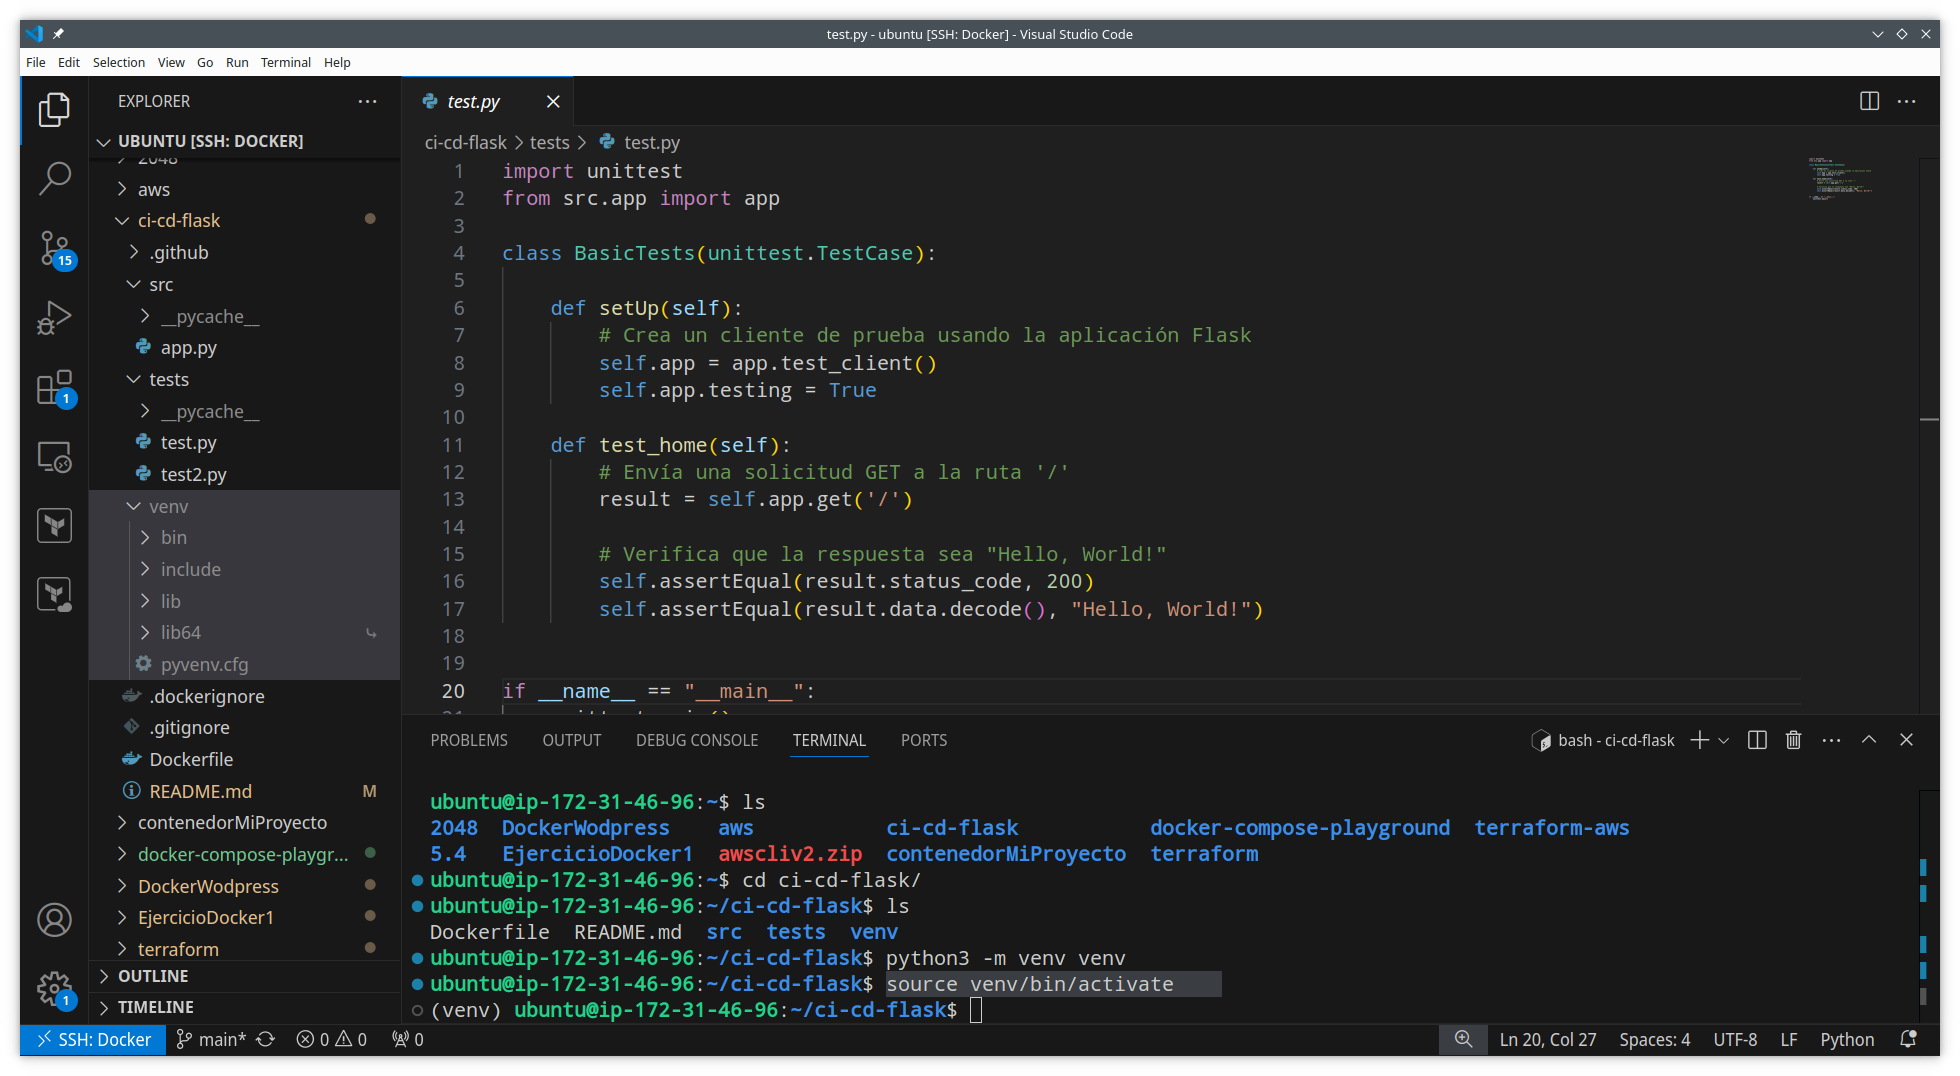 test.py - ubuntu [SSH: Docker] - Visual Studio Code
File Edit Selection View Go Run Terminal Help
EXPLORER
UBUNTU [SSH: DOCKER]
2048
aws
ci-cd-flask
.github
src
__pycache__
app.py
tests
__pycache__
test.py
test2.py
venv
bin
include
lib
lib64
pyvenv.cfg
.dockerignore
.gitignore
Dockerfile
README.md M
contenedorMiProyecto
docker-compose-playgr...
DockerWodpress
EjercicioDocker1
terraform
OUTLINE
TIMELINE
15
1
1
test.py
ci-cd-flask > tests > test.py
1 import unittest
2 from src.app import app
3
4 class BasicTests(unittest.TestCase):
5
6 def setUp(self):
7 # Crea un cliente de prueba usando la aplicación Flask
8 self.app = app.test_client()
9 self.app.testing = True
10
11 def test_home(self):
12 # Envía una solicitud GET a la ruta '/'
13 result = self.app.get('/')
14
15 # Verifica que la respuesta sea "Hello, World!"
16 self.assertEqual(result.status_code, 200)
17 self.assertEqual(result.data.decode(), "Hello, World!")
18
19
20 if __name__ == "__main__":
PROBLEMS OUTPUT DEBUG CONSOLE TERMINAL PORTS
bash - ci-cd-flask
ubuntu@ip-172-31-46-96:~$ ls
2048 DockerWodpress aws ci-cd-flask docker-compose-playground terraform-aws
5.4 EjercicioDocker1 awscliv2.zip contenedorMiProyecto terraform
ubuntu@ip-172-31-46-96:~$ cd ci-cd-flask/
ubuntu@ip-172-31-46-96:~/ci-cd-flask$ ls
Dockerfile README.md src tests venv
ubuntu@ip-172-31-46-96:~/ci-cd-flask$ python3 -m venv venv
ubuntu@ip-172-31-46-96:~/ci-cd-flask$ source venv/bin/activate
(venv) ubuntu@ip-172-31-46-96:~/ci-cd-flask$
SSH: Docker main* 0 0 0 Ln 20, Col 27 Spaces: 4 UTF-8 LF Python